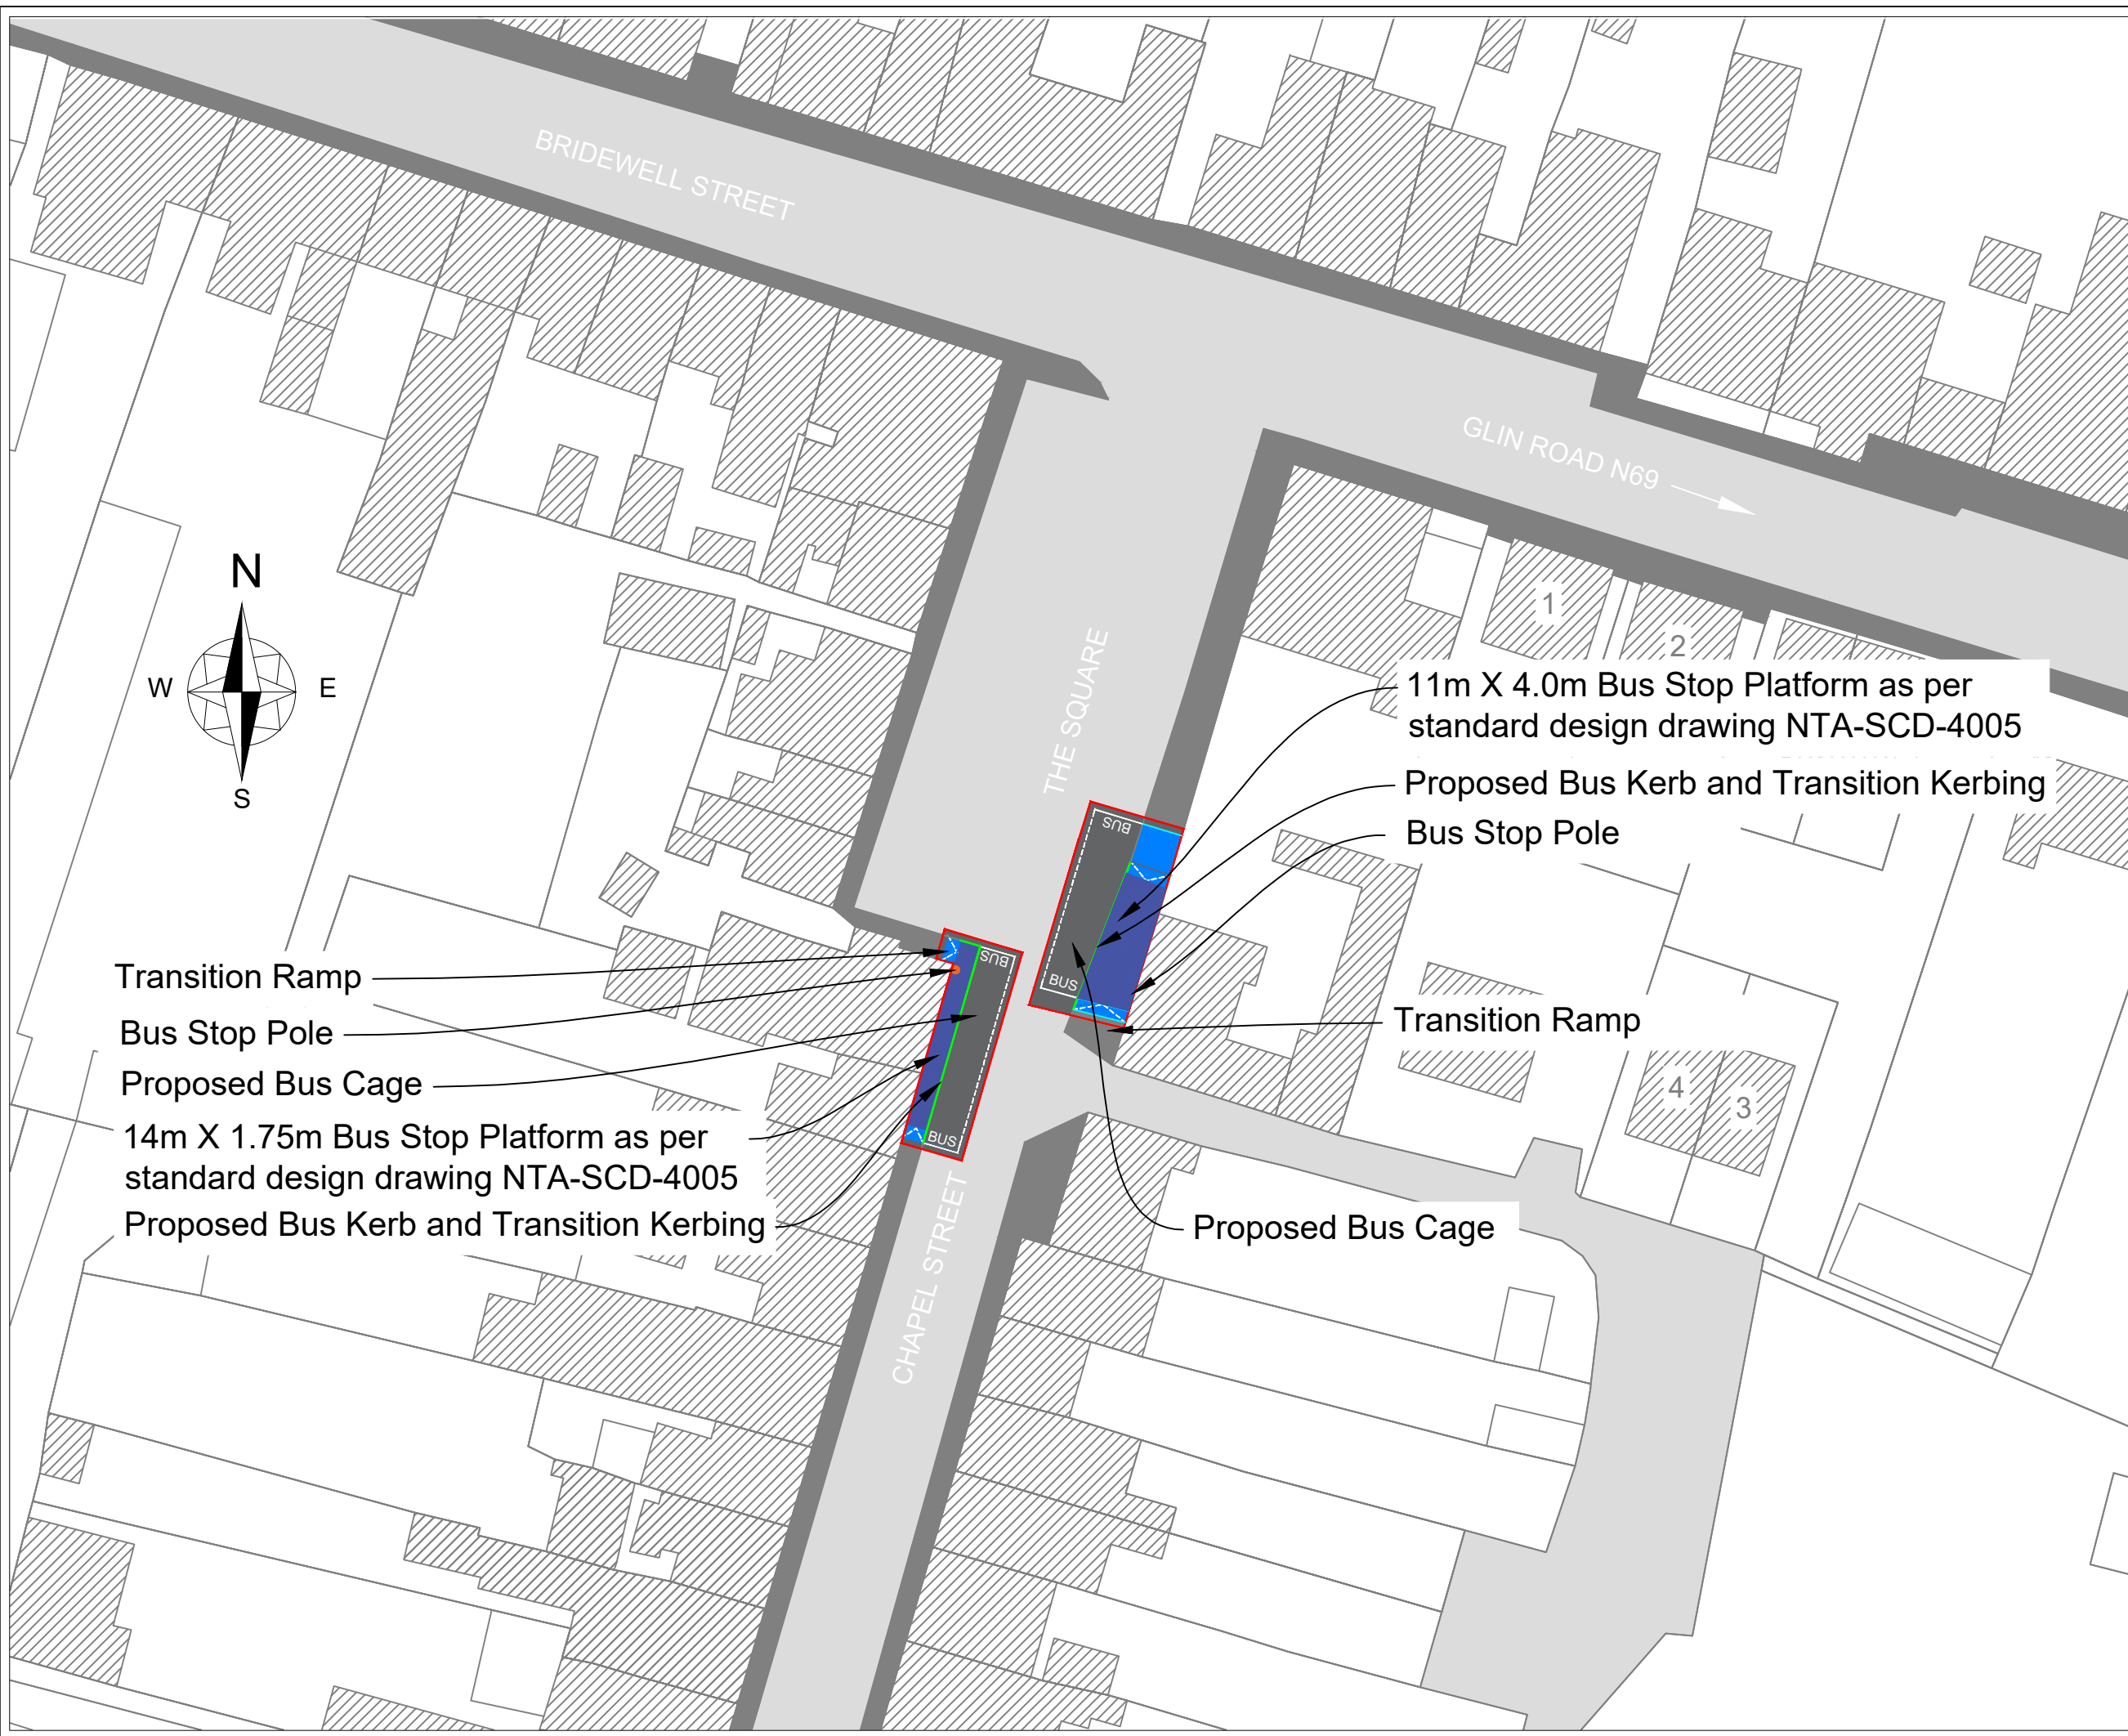 BRIDEWELL STREET
GLIN ROAD N69
N
W
E
S
THE SQUARE
1
2
11m X 4.0m Bus Stop Platform as per
standard design drawing NTA-SCD-4005
Proposed Bus Kerb and Transition Kerbing
Bus Stop Pole
BUS
BUS
Transition Ramp
Proposed Bus Cage
4
3
Transition Ramp
Bus Stop Pole
Proposed Bus Cage
14m X 1.75m Bus Stop Platform as per
standard design drawing NTA-SCD-4005
Proposed Bus Kerb and Transition Kerbing
BUS
BUS
CHAPEL STREET